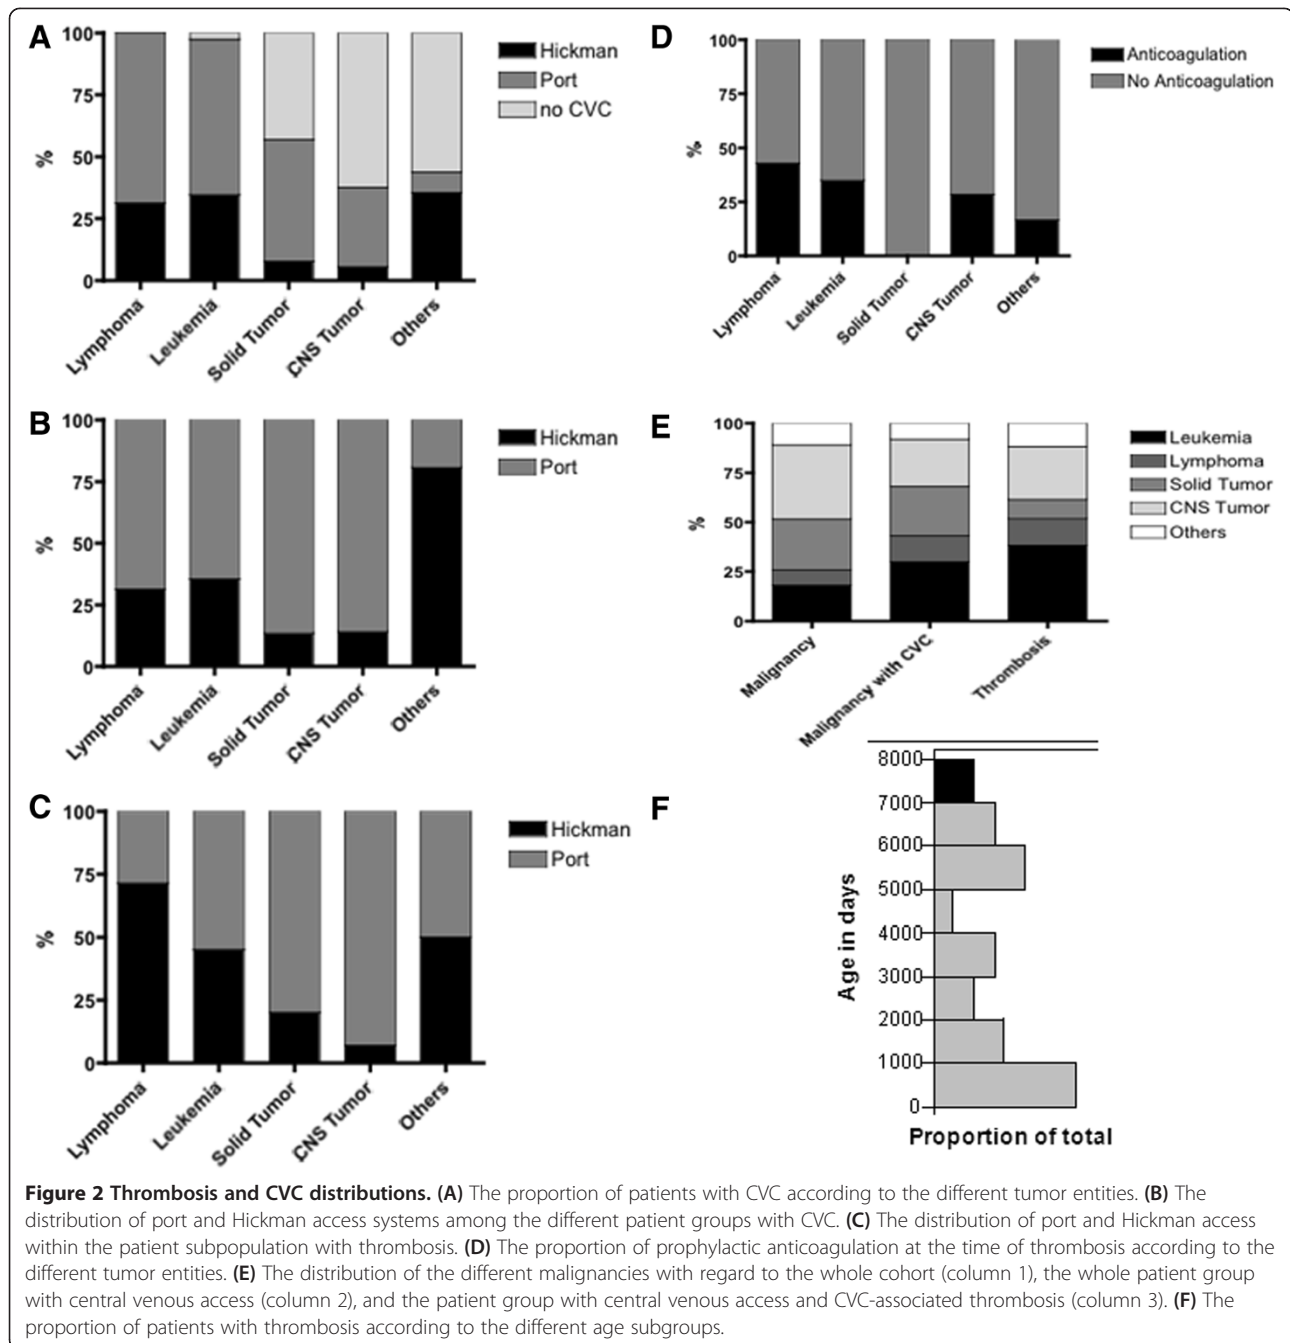 A
100
75
50
25
0
%
Lymphoma
Leukemia
Solid Tumor
CNS Tumor
Others
Hickman
Port
no CVC
D
100
75
50
25
0
%
Lymphoma
Leukemia
Solid Tumor
CNS Tumor
Others
Anticoagulation
No Anticoagulation
B
100
75
50
25
0
%
Lymphoma
Leukemia
Solid Tumor
CNS Tumor
Others
Hickman
Port
E
100
75
50
25
0
%
Malignancy
Malignancy with CVC
Thrombosis
Leukemia
Lymphoma
Solid Tumor
CNS Tumor
Others
C
100
75
50
25
0
%
Lymphoma
Leukemia
Solid Tumor
CNS Tumor
Others
Hickman
Port
F
8000
7000
6000
5000
4000
3000
2000
1000
0
Age in days
Proportion of total
Figure 2 Thrombosis and CVC distributions. (A) The proportion of patients with CVC according to the different tumor entities. (B) The
distribution of port and Hickman access systems among the different patient groups with CVC. (C) The distribution of port and Hickman access
within the patient subpopulation with thrombosis. (D) The proportion of prophylactic anticoagulation at the time of thrombosis according to the
different tumor entities. (E) The distribution of the different malignancies with regard to the whole cohort (column 1), the whole patient group
with central venous access (column 2), and the patient group with central venous access and CVC-associated thrombosis (column 3). (F) The
proportion of patients with thrombosis according to the different age subgroups.